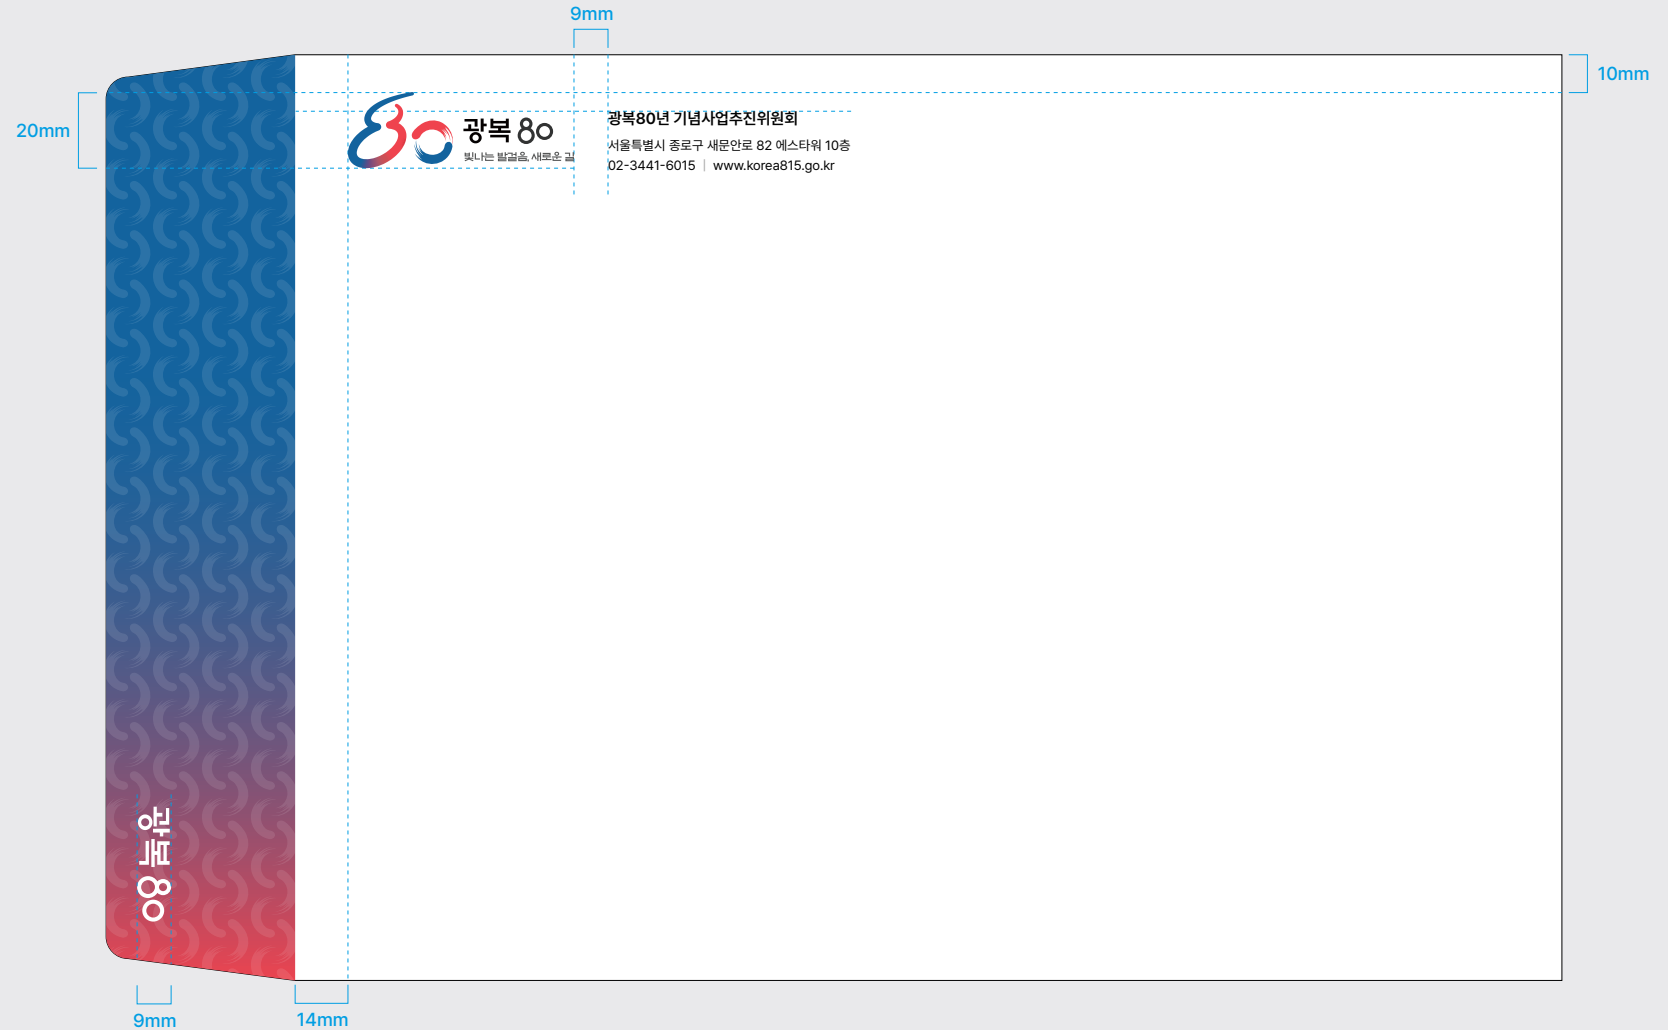 9mm
10mm
20mm
80 광복 80
빛나는 발걸음, 새로운 길
광복80년 기념사업추진위원회
서울특별시 종로구 새문안로 82 에스타워 10층
02-3441-6015 | www.korea815.go.kr
광복 80
9mm
14mm